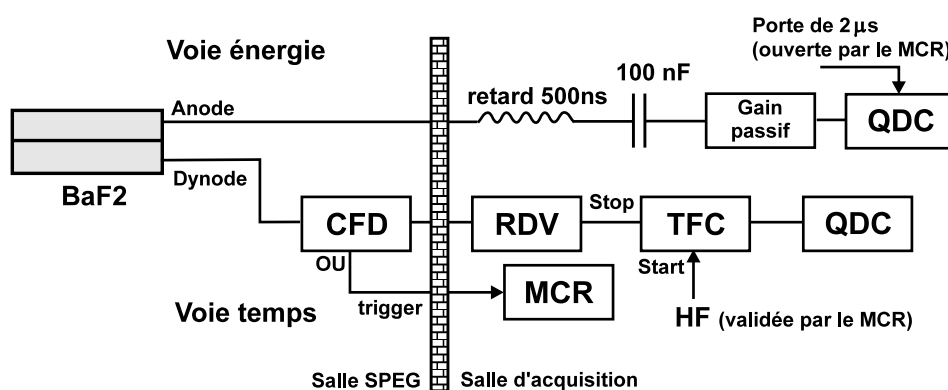 Voie énergie
Porte de 2 µs
(ouverte par le MCR)
100 nF
Anode
retard 500ns
Gain
passif
QDC
BaF2
Dynode
CFD
RDV
Stop
TFC
QDC
OU
Start
trigger
MCR
Voie temps
HF (validée par le MCR)
Salle SPEG
Salle d'acquisition